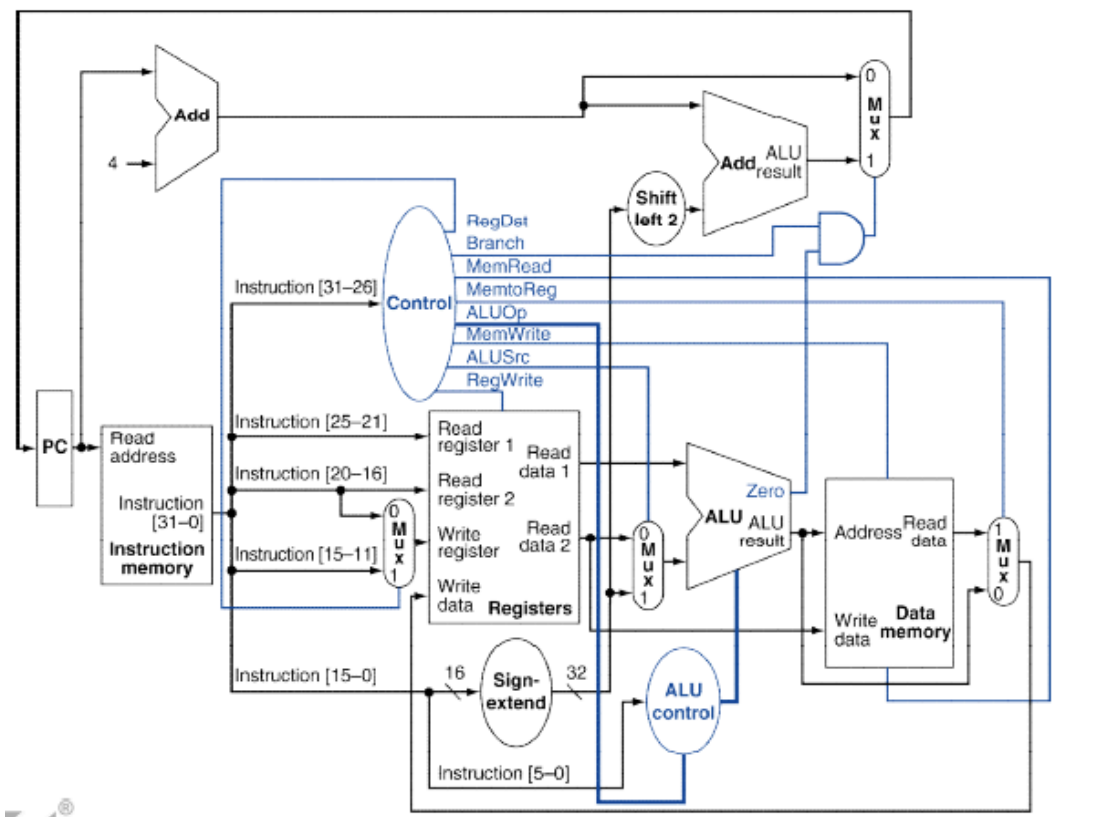 Add
4
0
Mux
1
Add
ALU
result
Shift
left 2
RegDst
Branch
MemRead
MemtoReg
ALUOp
MemWrite
ALUSrc
RegWrite
Control
Instruction [31–26]
PC
Read
address
Instruction
[31–0]
Instruction
memory
Instruction [25–21]
Instruction [20–16]
Instruction [15–11]
0
Mux
1
Read
register 1
Read
register 2
Write
register
Write
data
Read
data 1
Read
data 2
Registers
0
Mux
1
Zero
ALU
ALU
result
Address
Read
data
Write
data
Data
memory
1
Mux
0
Instruction [15–0]
16
Sign-
extend
32
ALU
control
Instruction [5–0]
®